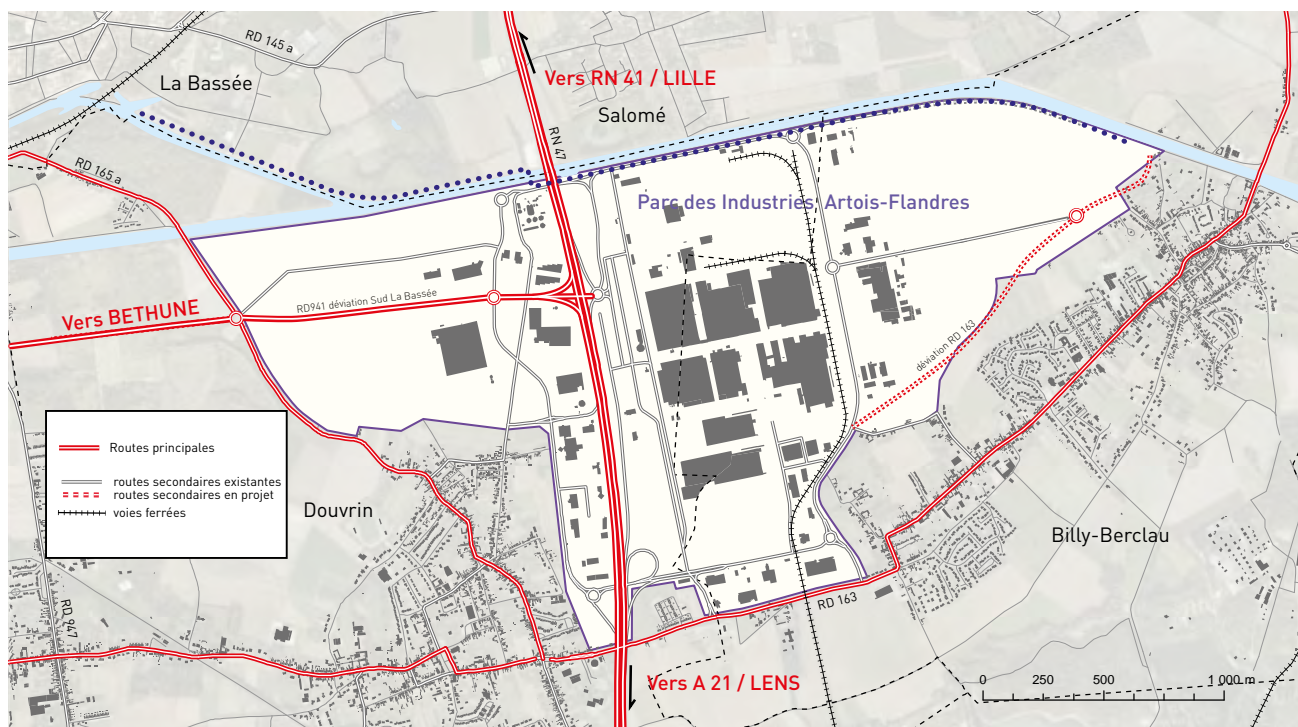 RD 145 a
La Bassée
Vers RN 41 / LILLE
Salomé
RN 47
RD 165 a
Parc des Industries Artois-Flandres
Vers BETHUNE
RD941 déviation Sud La Bassée
déviation RD 163
Routes principales
routes secondaires existantes
routes secondaires en projet
voies ferrées
Douvrin
Billy-Berclau
RD 947
RD 163
Vers A 21 / LENS
0 250 500 1 000 m